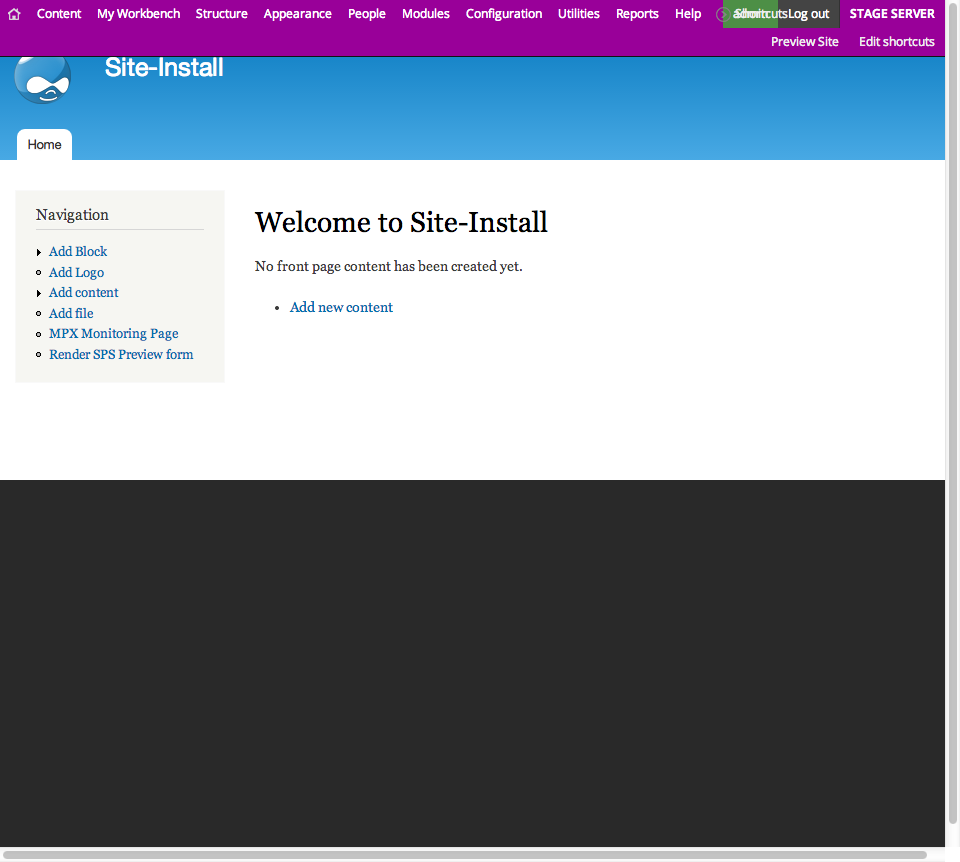 Content My Workbench Structure Appearance People Modules Configuration Utilities Reports Help Log out STAGE SERVER
Preview Site Edit shortcuts
Site-Install
Home
Navigation
Add Block
Add Logo
Add content
Add file
MPX Monitoring Page
Render SPS Preview form
Welcome to Site-Install
No front page content has been created yet.
Add new content